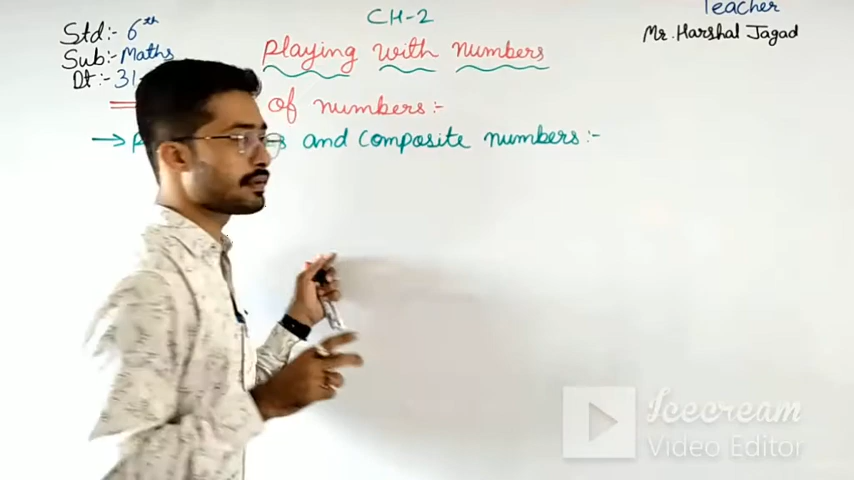 CH-2
Teacher
Std:- 6th
Sub:- Maths
Dt:- 31-
Playing with numbers
Mr. Harshal Jagad
of numbers:-
→ and Composite numbers:-
Icecream
Video Editor